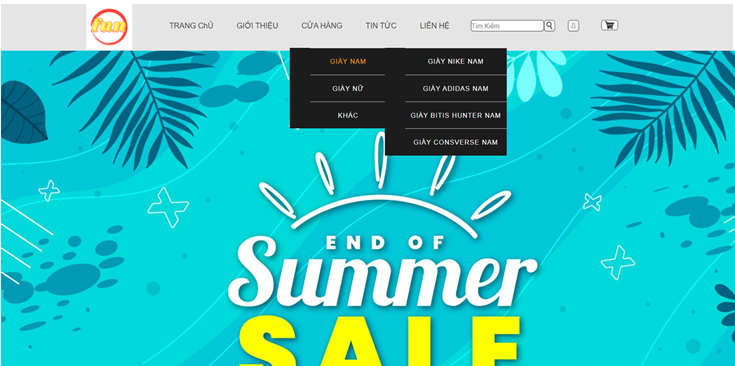 fun
TRANG CHỦ GIỚI THIỆU CỬA HÀNG TIN TỨC LIÊN HỆ Tìm Kiếm
GIÀY NAM
GIÀY NỮ
KHÁC
GIÀY NIKE NAM
GIÀY ADIDAS NAM
GIÀY BITIS HUNTER NAM
GIÀY CONSVERSE NAM
END OF
Summer
SALE